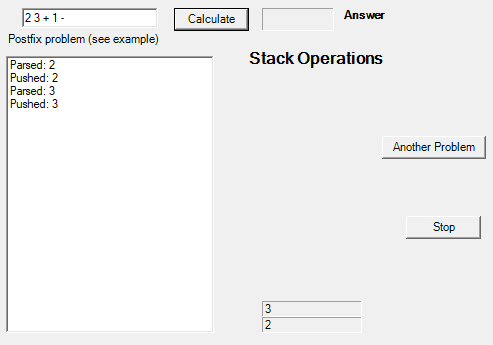 2 3 + 1 -
Calculate
Answer
Postfix problem (see example)
Stack Operations
Parsed: 2
Pushed: 2
Parsed: 3
Pushed: 3
Another Problem
Stop
3
2